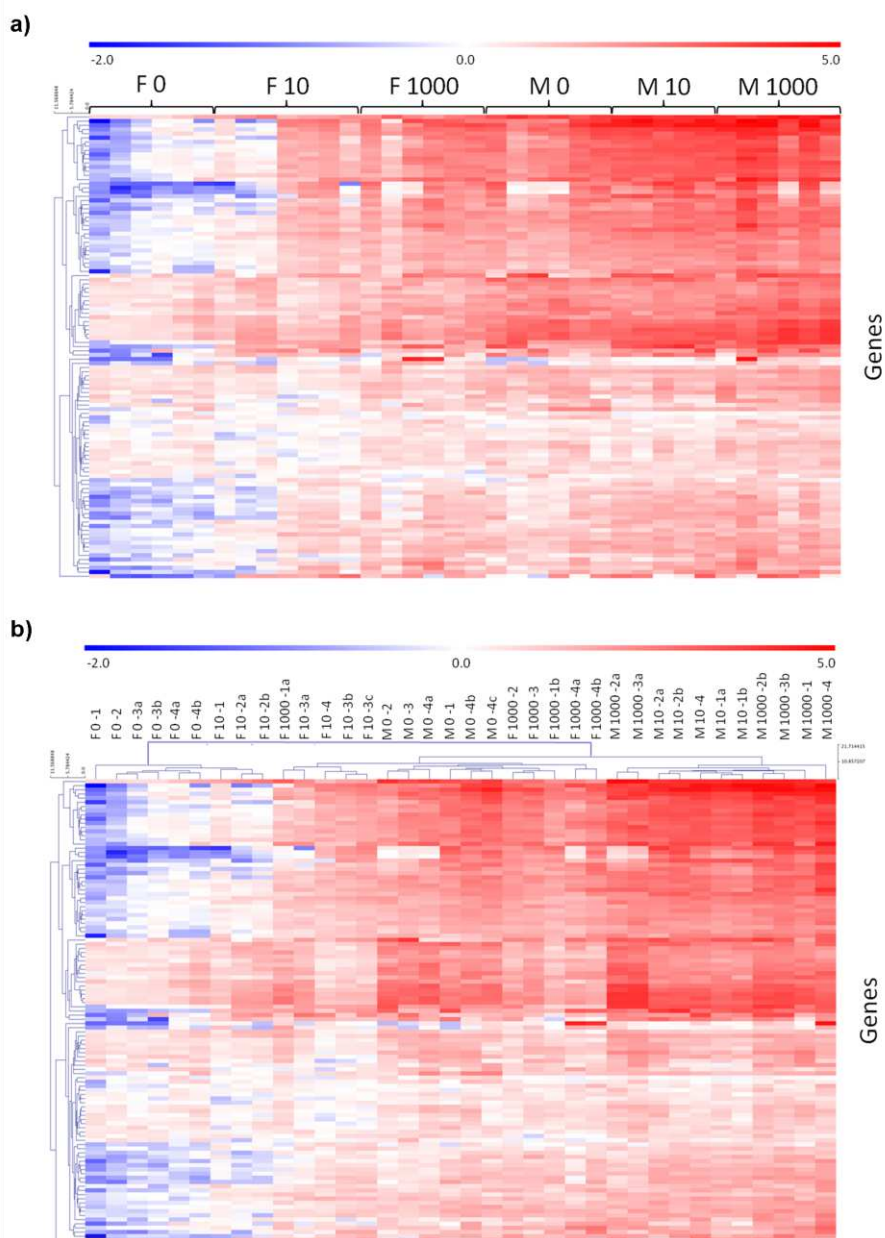 a)
-2.0 0.0 5.0
F 0 F 10 F 1000 M 0 M 10 M 1000
Genes
b)
-2.0 0.0 5.0
F 0 -1
F 0 -2
F 0 -3a
F 0 -3b
F 0 -4a
F 0 -4b
F 10 -1
F 10 -2a
F 10 -2b
F 1000 -1a
F 10 -3a
F 10 -4
F 10 -3b
F 10 -3c
M 0 -2
M 0 -3
M 0 -4a
M 0 -1
M 0 -4b
M 0 -4c
F 1000 -2
F 1000 -3
F 1000 -1b
F 1000 -4a
F 1000 -4b
M 1000 -2a
M 1000 -3a
M 10 -2a
M 10 -2b
M 10 -4
M 10 -1a
M 10 -1b
M 1000 -2b
M 1000 -3b
M 1000 -1
M 1000 -4
Genes